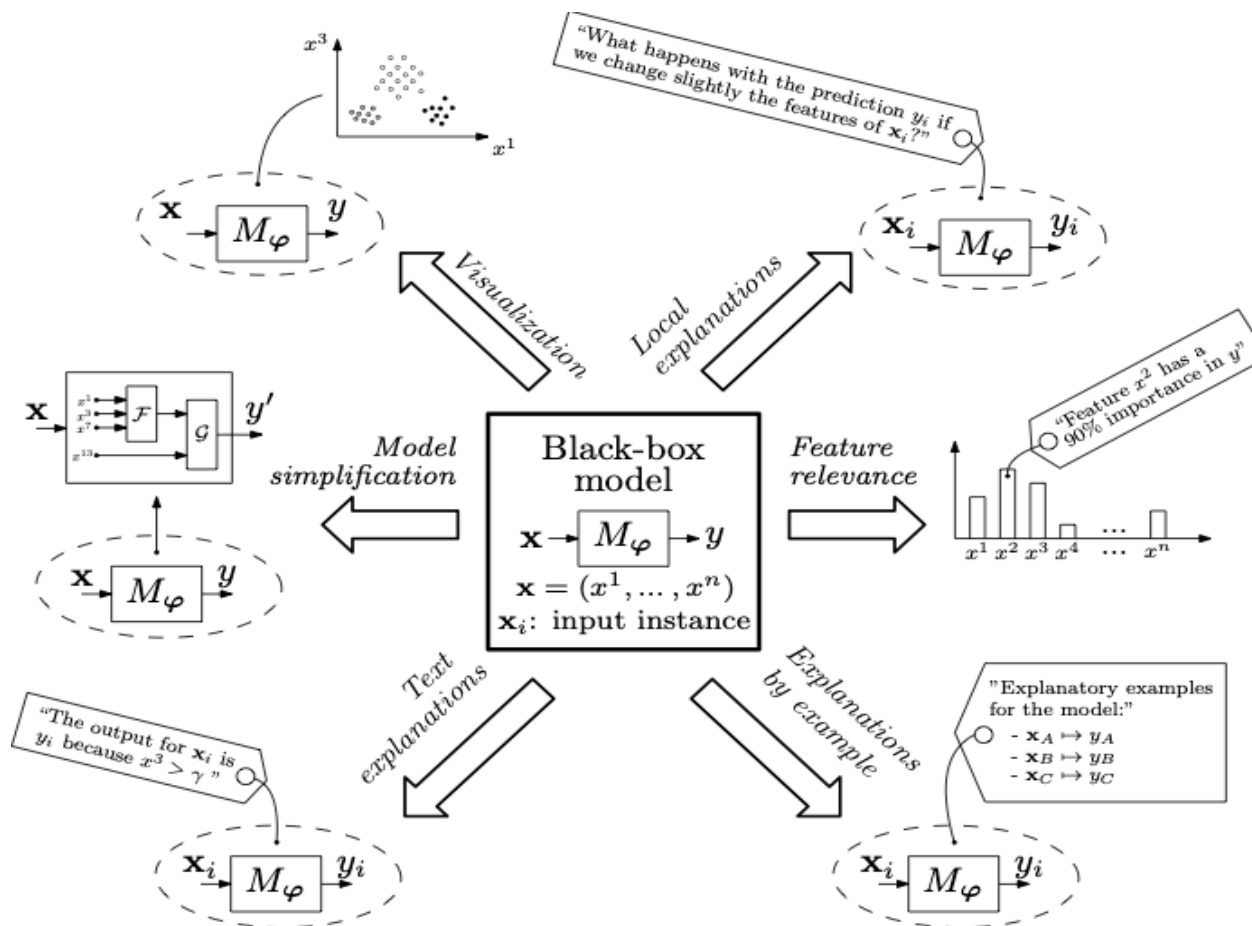 x³
x¹
x
M_φ
y
Visualization
“What happens with the prediction yᵢ if
we change slightly the features of xᵢ?”
xᵢ
M_φ
yᵢ
Local
explanations
x
x¹
x³
x⁷
x¹³
F
G
y′
x
M_φ
y
Model
simplification
Black-box
model
x
M_φ
y
x = (x¹, ... , xⁿ)
xᵢ: input instance
Feature
relevance
“Feature x² has a
90% importance in y”
x¹ x² x³ x⁴ ... xⁿ
...
Text
explanations
“The output for xᵢ is
yᵢ because x³ > γ ”
xᵢ
M_φ
yᵢ
Explanations
by example
”Explanatory examples
for the model:”
- x_A ↦ y_A
- x_B ↦ y_B
- x_C ↦ y_C
xᵢ
M_φ
yᵢ